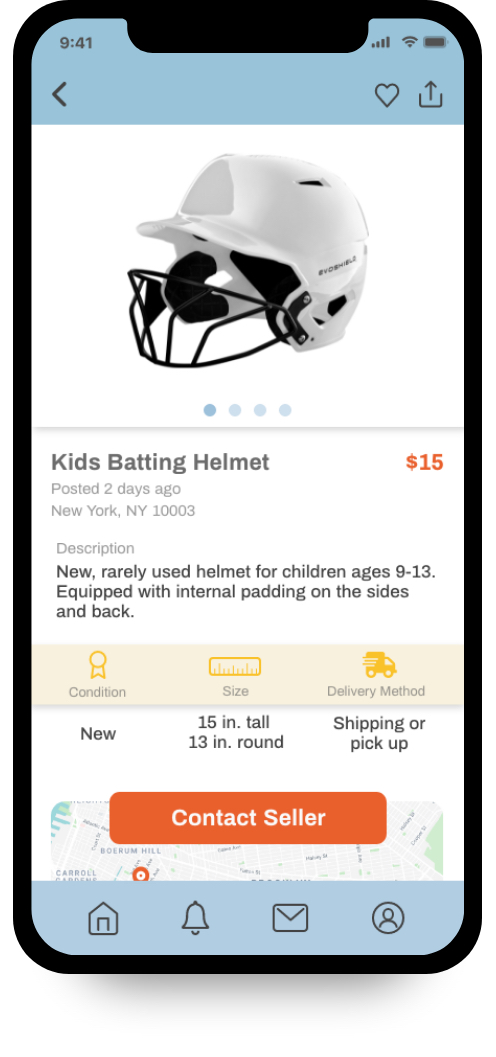 9:41
EVOSHIELD
Kids Batting Helmet
$15
Posted 2 days ago
New York, NY 10003
Description
New, rarely used helmet for children ages 9-13.
Equipped with internal padding on the sides
and back.
Condition
Size
Delivery Method
New
15 in. tall
13 in. round
Shipping or
pick up
Contact Seller
BOERUM HILL
CARROLL